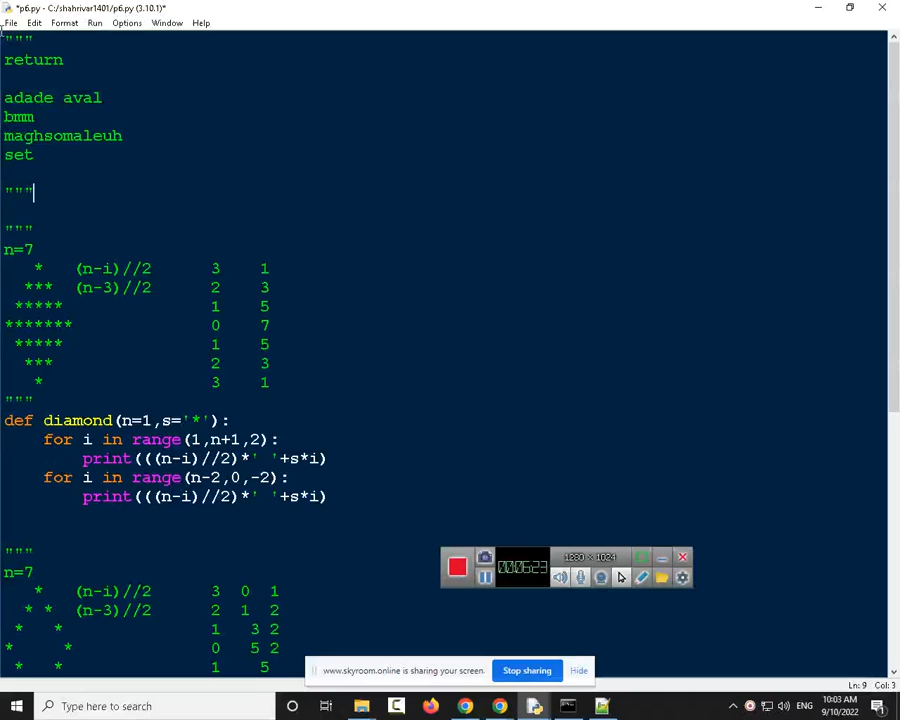 *p6.py - C:/shahrivar1401/p6.py (3.10.1)*
File Edit Format Run Options Window Help
"""
return
adade aval
bmm
maghsomaleuh
set
"""
"""
n=7
* (n-i)//2 3 1
*** (n-3)//2 2 3
***** 1 5
******* 0 7
***** 1 5
*** 2 3
* 3 1
"""
def diamond(n=1,s='*'):
for i in range(1,n+1,2):
print(((n-i)//2)*' '+s*i)
for i in range(n-2,0,-2):
print(((n-i)//2)*' '+s*i)
"""
n=7
* (n-i)//2 3 0 1
* * (n-3)//2 2 1 2
* * 1 3 2
* * 0 5 2
* * 1 5
000623
1280 × 1024
www.skyroom.online is sharing your screen. Stop sharing Hide
Ln: 9 Col: 3
Type here to search
ENG
10:03 AM
9/10/2022
1